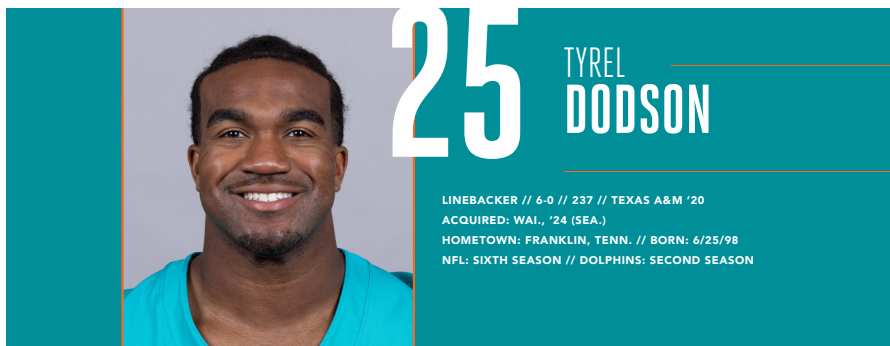 25
TYREL
DODSON
LINEBACKER // 6-0 // 237 // TEXAS A&M ‘20
ACQUIRED: WAI., ‘24 (SEA.)
HOMETOWN: FRANKLIN, TENN. // BORN: 6/25/98
NFL: SIXTH SEASON // DOLPHINS: SECOND SEASON